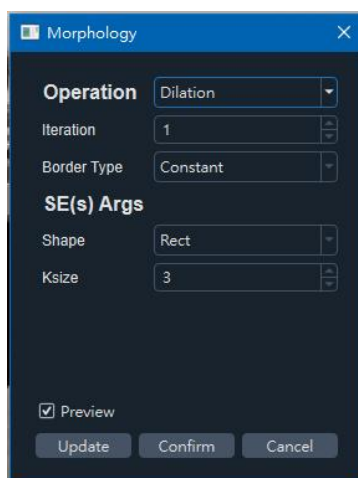 Morphology
Operation Dilation
Iteration 1
Border Type Constant
SE(s) Args
Shape Rect
Ksize 3
Preview
Update Confirm Cancel